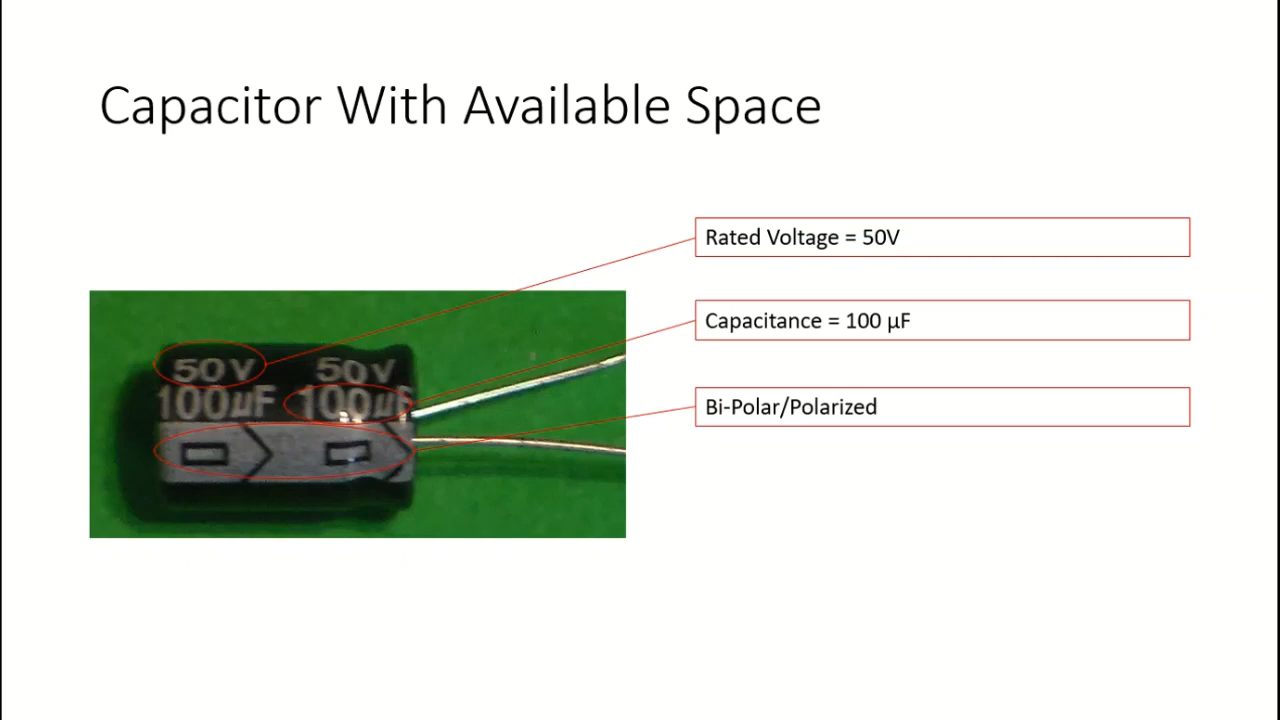 Capacitor With Available Space
Rated Voltage = 50V
Capacitance = 100 µF
Bi-Polar/Polarized
50V 50V
100µF 100µF